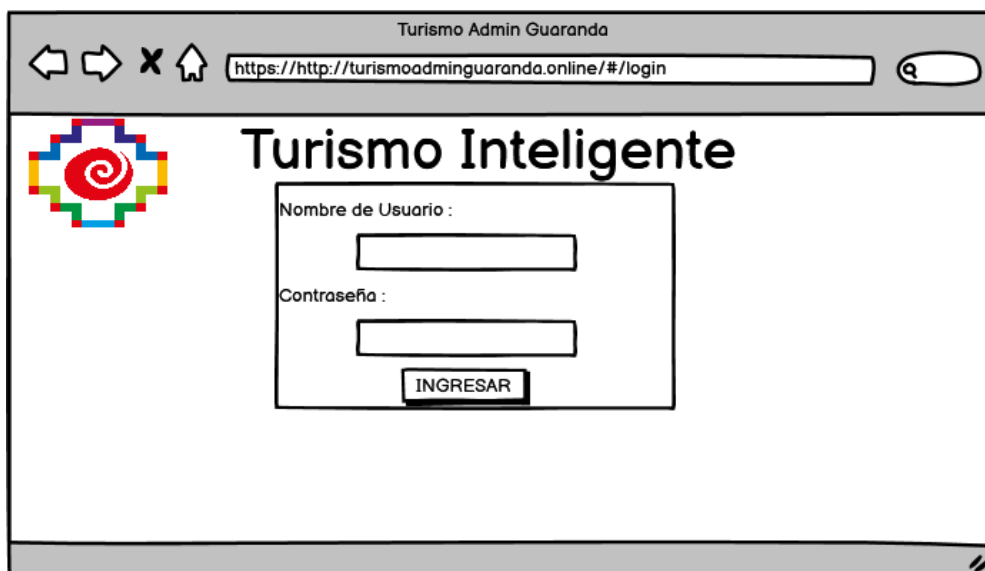 Turismo Admin Guaranda
https://http://turismoadminguaranda.online/#/login
Turismo Inteligente
Nombre de Usuario :
Contraseña :
INGRESAR